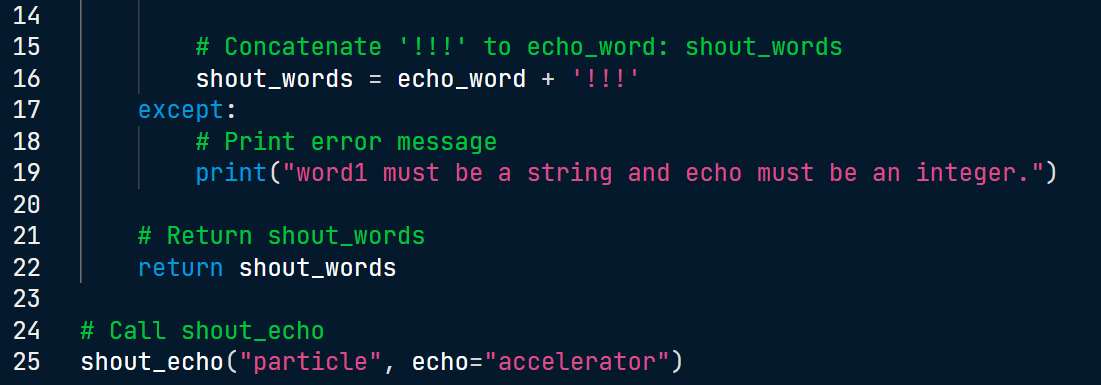 14
15 # Concatenate '!!!' to echo_word: shout_words
16 shout_words = echo_word + '!!!'
17 except:
18 # Print error message
19 print("word1 must be a string and echo must be an integer.")
20
21 # Return shout_words
22 return shout_words
23
24 # Call shout_echo
25 shout_echo("particle", echo="accelerator")